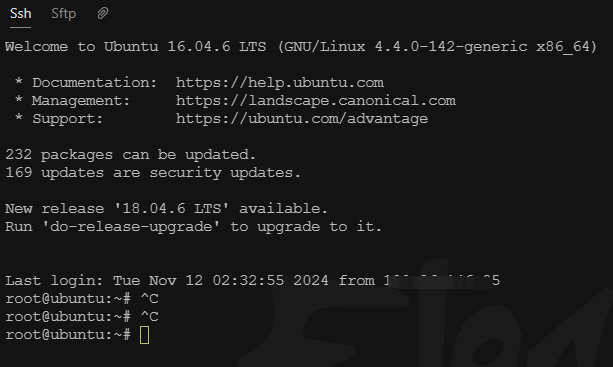 Ssh Sftp
Welcome to Ubuntu 16.04.6 LTS (GNU/Linux 4.4.0-142-generic x86_64)
* Documentation: https://help.ubuntu.com
* Management: https://landscape.canonical.com
* Support: https://ubuntu.com/advantage
232 packages can be updated.
169 updates are security updates.
New release '18.04.6 LTS' available.
Run 'do-release-upgrade' to upgrade to it.
Last login: Tue Nov 12 02:32:55 2024 from
root@ubuntu:~# ^C
root@ubuntu:~# ^C
root@ubuntu:~#